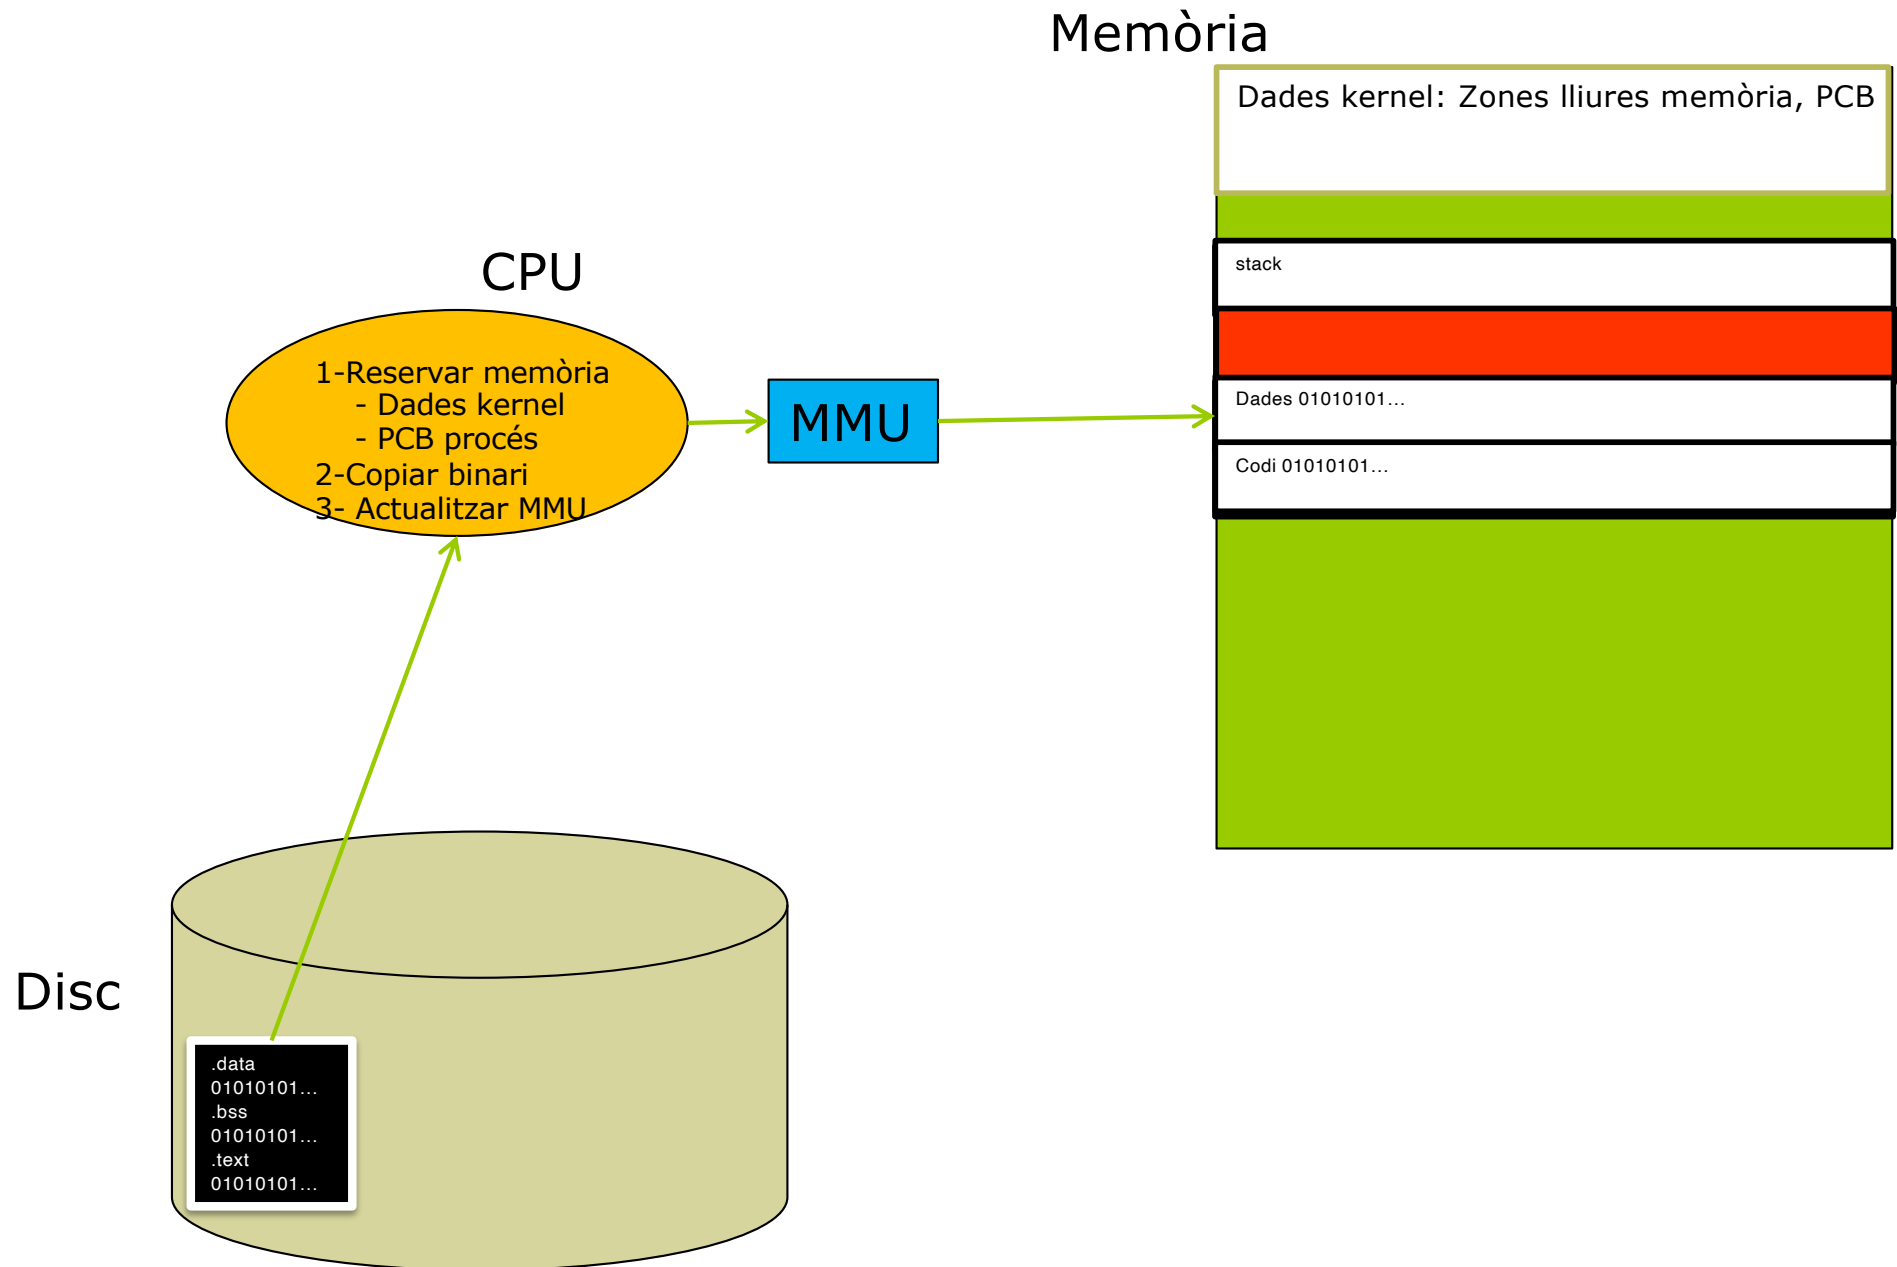 Memòria
Dades kernel: Zones lliures memòria, PCB
stack
Dades 01010101...
Codi 01010101...
CPU
1-Reservar memòria
- Dades kernel
- PCB procés
2-Copiar binari
3- Actualitzar MMU
MMU
Disc
.data
01010101...
.bss
01010101...
.text
01010101...